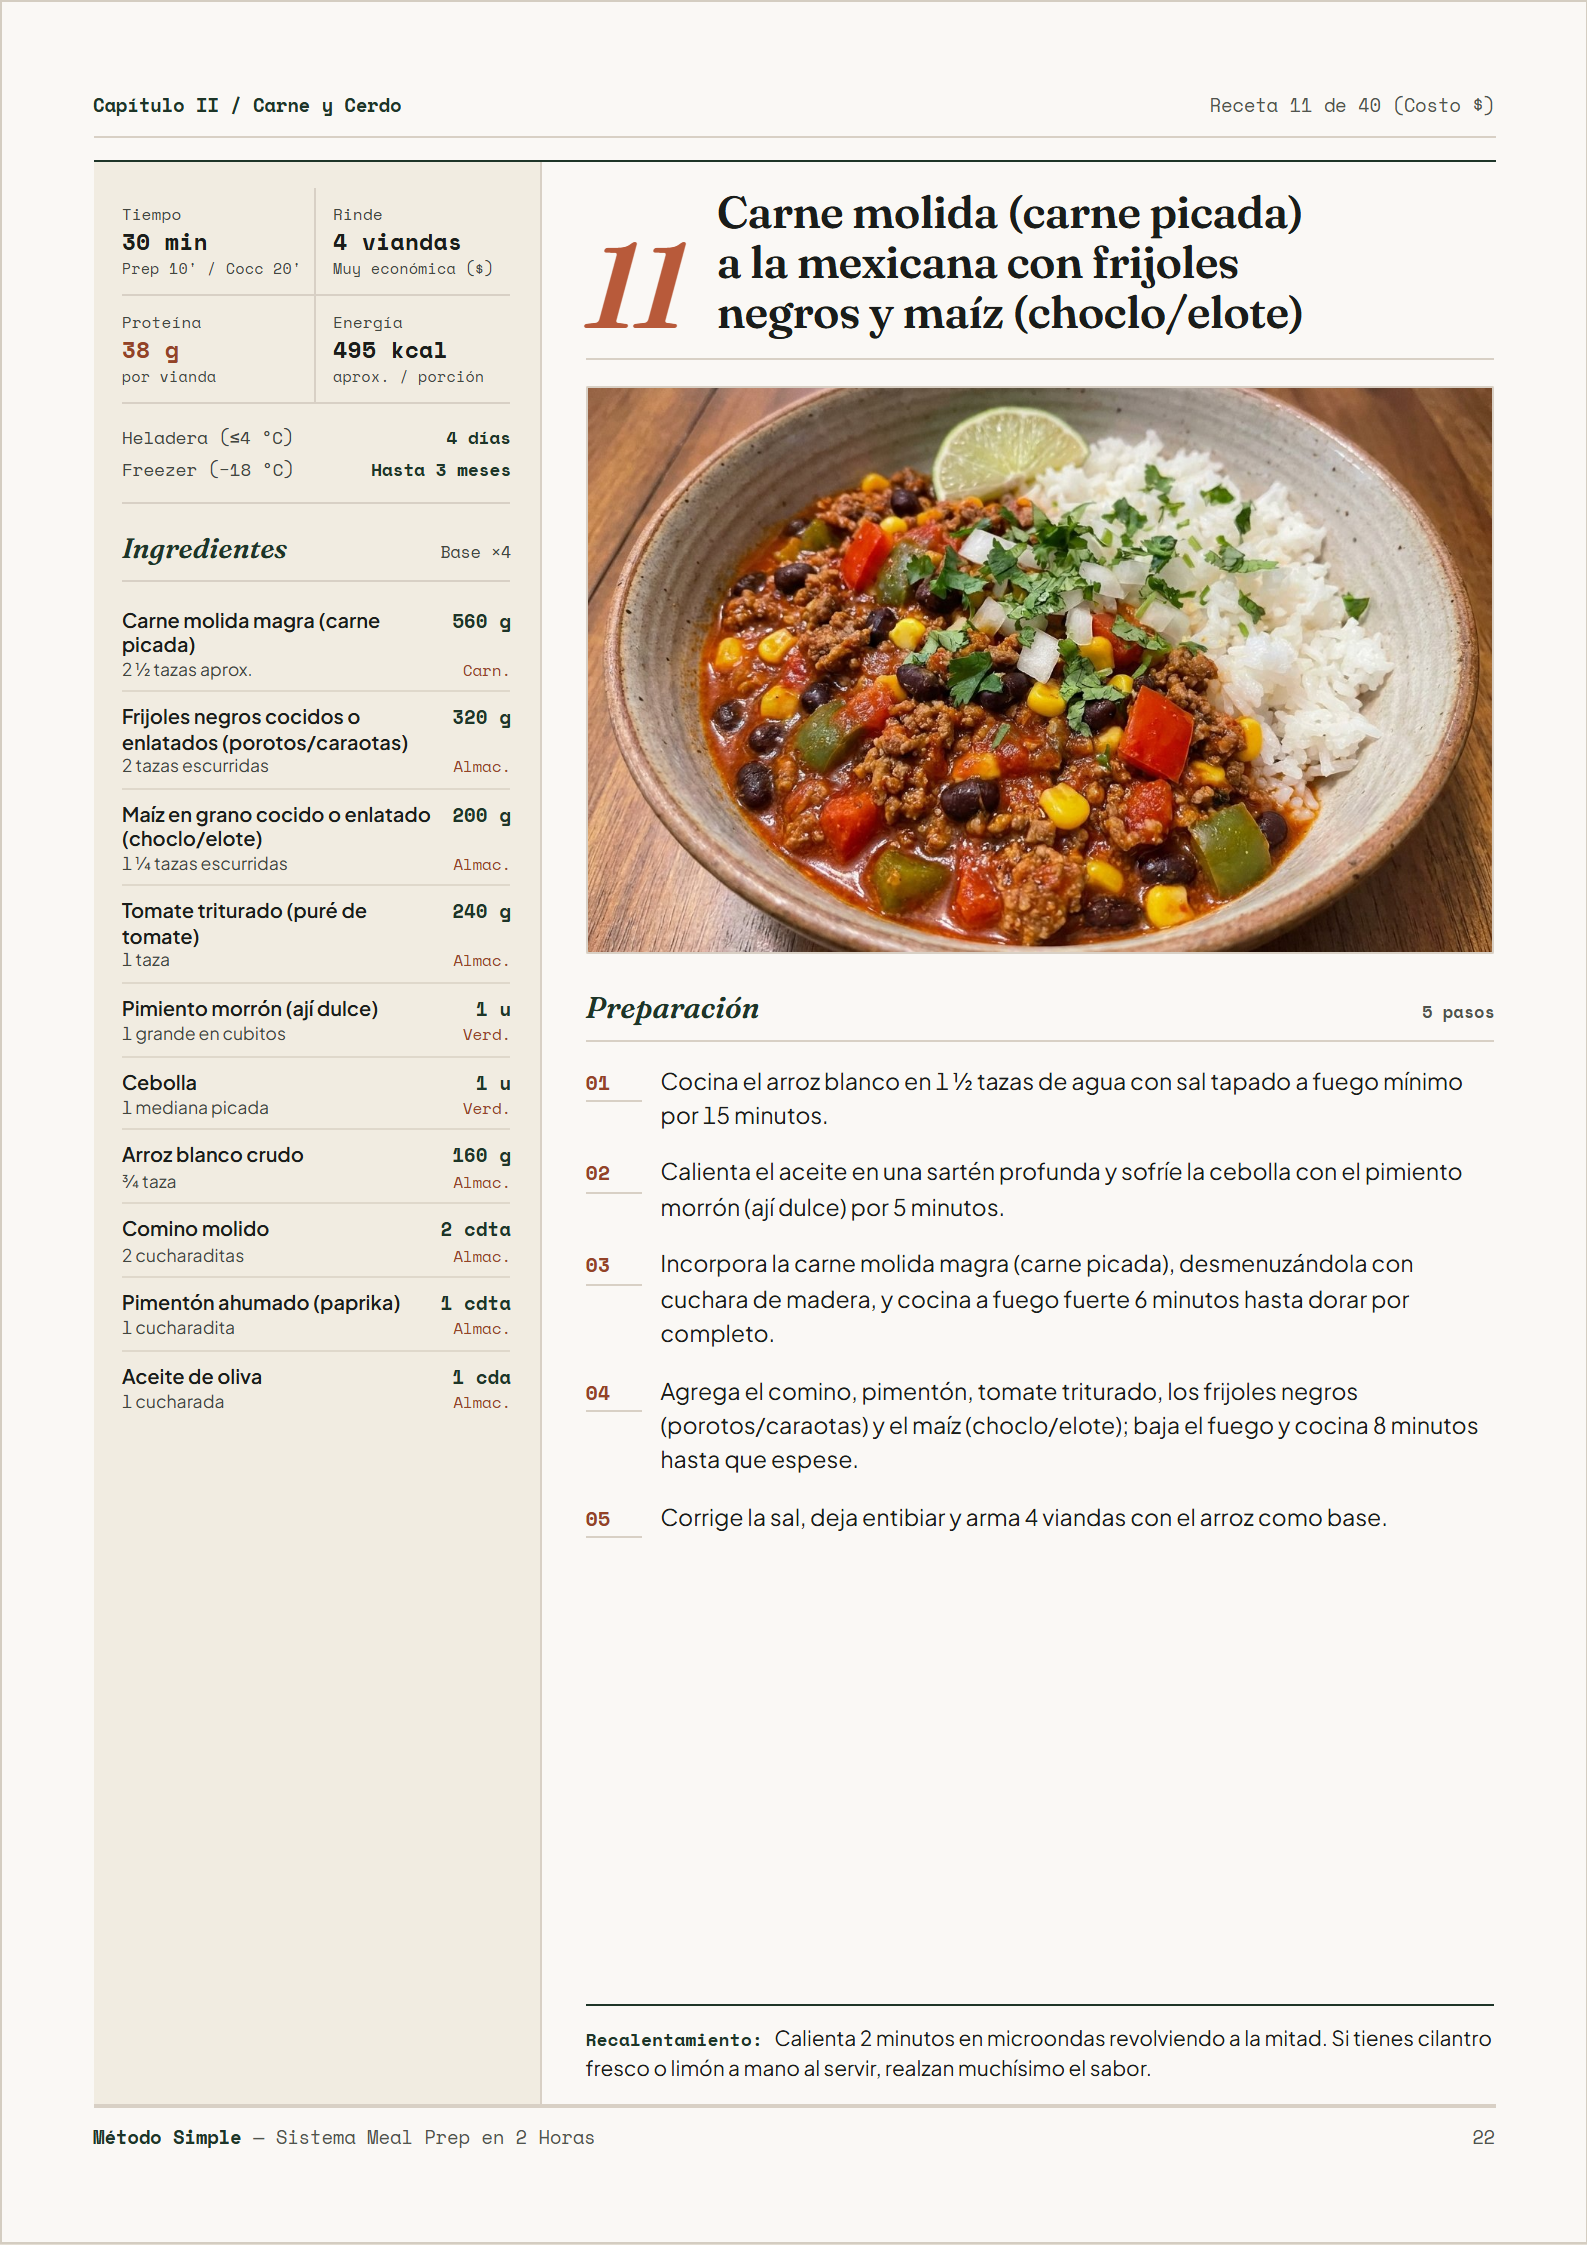 Capítulo II / Carne y Cerdo
Receta 11 de 40 (Costo $)
Tiempo
30 min
Prep 10' / Cocc 20'
Rinde
4 viandas
Muy económica ($)
Proteína
38 g
por vianda
Energía
495 kcal
aprox. / porción
Heladera (≤4 °C) 4 días
Freezer (-18 °C) Hasta 3 meses
Ingredientes Base ×4
Carne molida magra (carne 560 g
picada)
2 ½ tazas aprox. Carn.
Frijoles negros cocidos o 320 g
enlatados (porotos/caraotas)
2 tazas escurridas Almac.
Maíz en grano cocido o enlatado 200 g
(choclo/elote)
1 ¼ tazas escurridas Almac.
Tomate triturado (puré de 240 g
tomate)
1 taza Almac.
Pimiento morrón (ají dulce) 1 u
1 grande en cubitos Verd.
Cebolla 1 u
1 mediana picada Verd.
Arroz blanco crudo 160 g
¾ taza Almac.
Comino molido 2 cdta
2 cucharaditas Almac.
Pimentón ahumado (paprika) 1 cdta
1 cucharadita Almac.
Aceite de oliva 1 cda
1 cucharada Almac.
11
Carne molida (carne picada)
a la mexicana con frijoles
negros y maíz (choclo/elote)
Preparación 5 pasos
01 Cocina el arroz blanco en 1 ½ tazas de agua con sal tapado a fuego mínimo
por 15 minutos.
02 Calienta el aceite en una sartén profunda y sofríe la cebolla con el pimiento
morrón (ají dulce) por 5 minutos.
03 Incorpora la carne molida magra (carne picada), desmenuzándola con
cuchara de madera, y cocina a fuego fuerte 6 minutos hasta dorar por
completo.
04 Agrega el comino, pimentón, tomate triturado, los frijoles negros
(porotos/caraotas) y el maíz (choclo/elote); baja el fuego y cocina 8 minutos
hasta que espese.
05 Corrige la sal, deja entibiar y arma 4 viandas con el arroz como base.
Recalentamiento: Calienta 2 minutos en microondas revolviendo a la mitad. Si tienes cilantro
fresco o limón a mano al servir, realzan muchísimo el sabor.
Método Simple — Sistema Meal Prep en 2 Horas
22